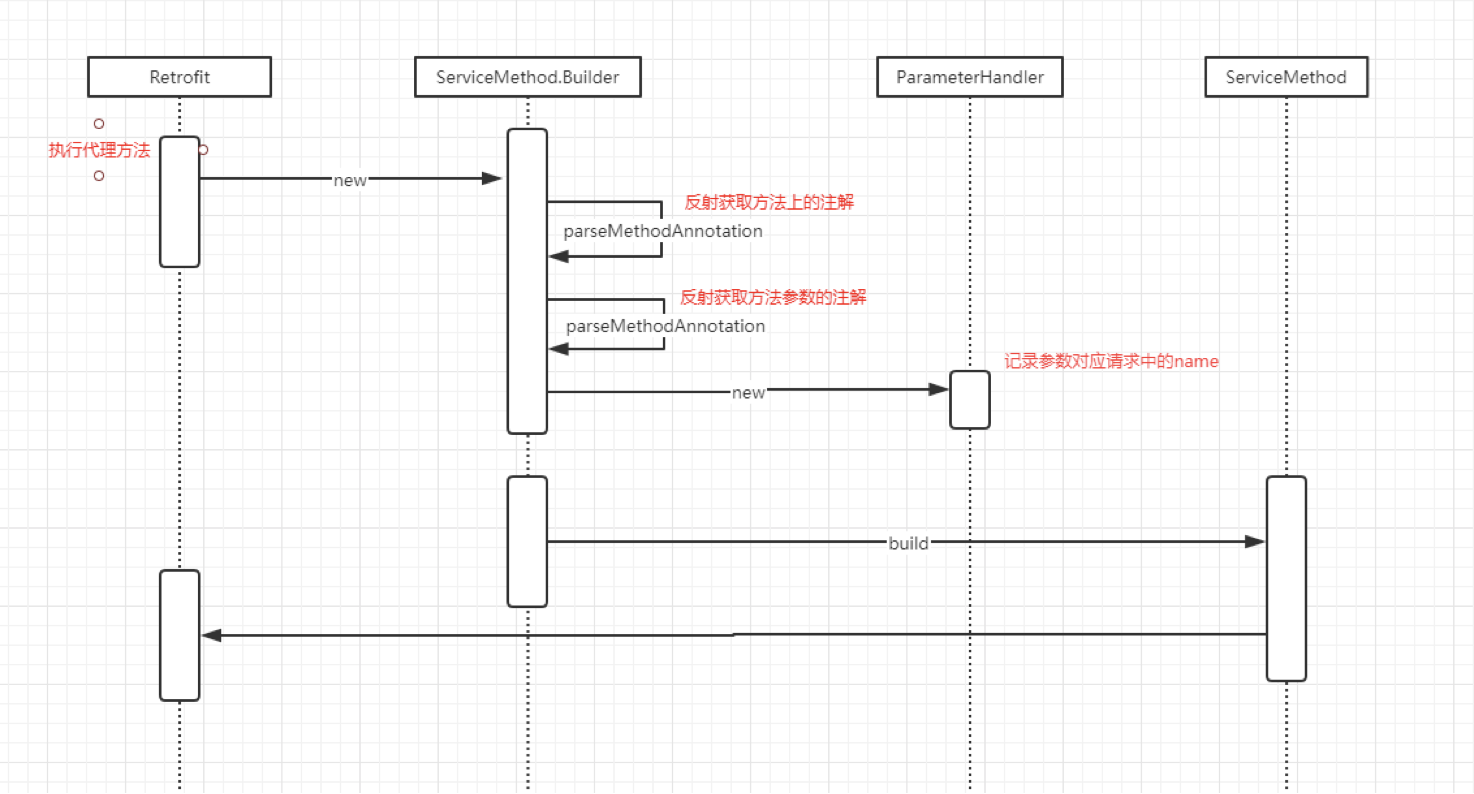 Retrofit
ServiceMethod.Builder
ParameterHandler
ServiceMethod
执行代理方法
new
反射获取方法上的注解
parseMethodAnnotation
反射获取方法参数的注解
parseMethodAnnotation
记录参数对应请求中的name
new
build